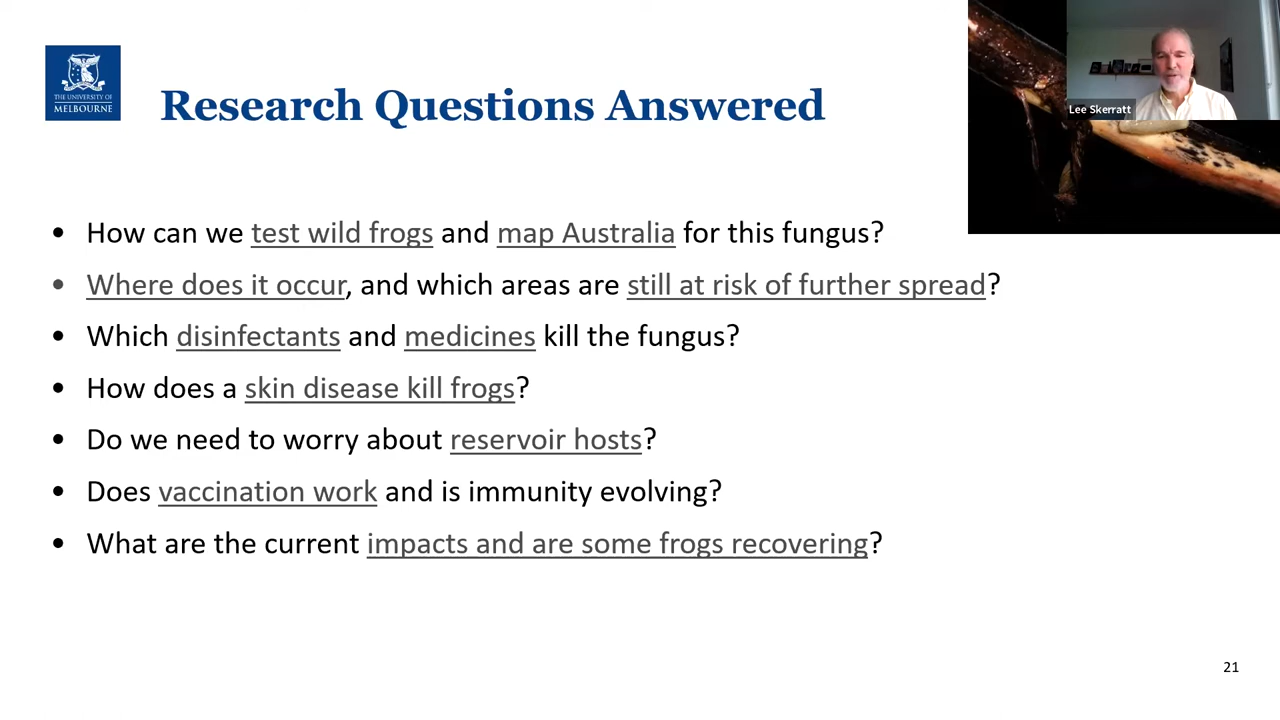 THE UNIVERSITY OF
MELBOURNE
Research Questions Answered
Lee Skerratt
• How can we test wild frogs and map Australia for this fungus?
• Where does it occur, and which areas are still at risk of further spread?
• Which disinfectants and medicines kill the fungus?
• How does a skin disease kill frogs?
• Do we need to worry about reservoir hosts?
• Does vaccination work and is immunity evolving?
• What are the current impacts and are some frogs recovering?
21